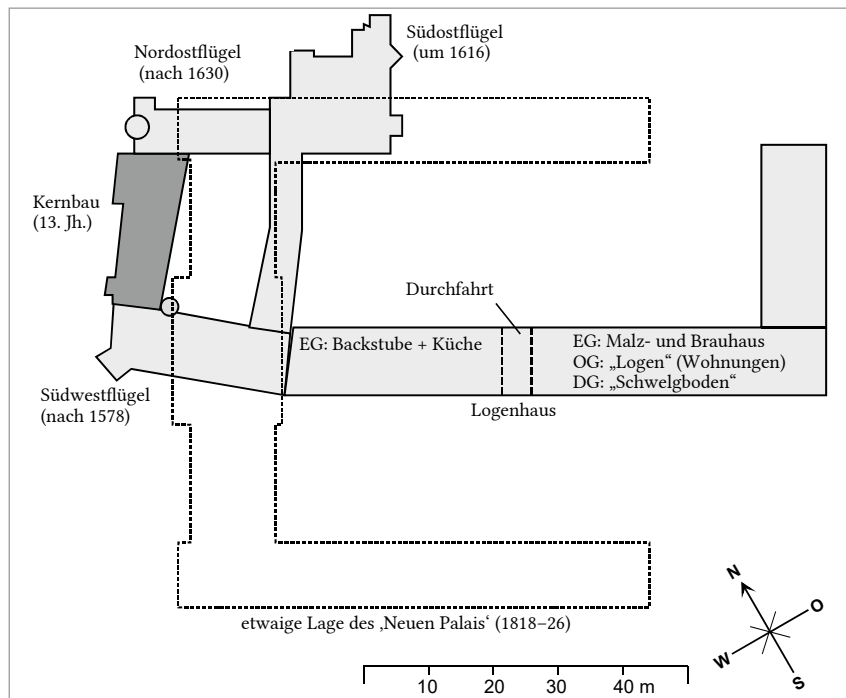 Südostflügel
(um 1616)
Nordostflügel
(nach 1630)
Kernbau
(13. Jh.)
Durchfahrt
EG: Backstube + Küche
EG: Malz- und Brauhaus
OG: „Logen“ (Wohnungen)
DG: „Schwelgboden“
Südwestflügel
(nach 1578)
Logenhaus
etwaige Lage des ‚Neuen Palais‘ (1818–26)
N
O
W
S
10 20 30 40 m